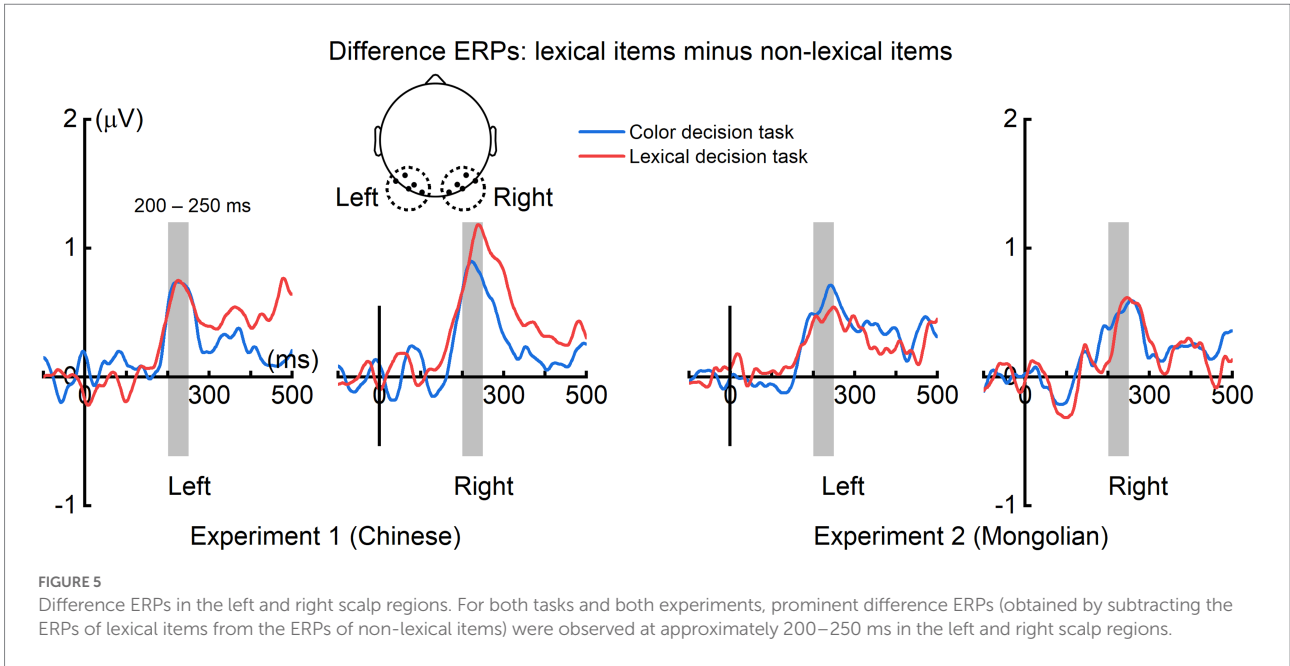 Difference ERPs: lexical items minus non-lexical items
2 (μV)
Color decision task
Lexical decision task
2
Left
Right
200 – 250 ms
1
1
(ms)
0
0 300 500
0 300 500
0 300 500
0
0 300 500
Left
Right
Left
Right
-1
-1
Experiment 1 (Chinese)
Experiment 2 (Mongolian)
FIGURE 5
Difference ERPs in the left and right scalp regions. For both tasks and both experiments, prominent difference ERPs (obtained by subtracting the
ERPs of lexical items from the ERPs of non-lexical items) were observed at approximately 200–250 ms in the left and right scalp regions.